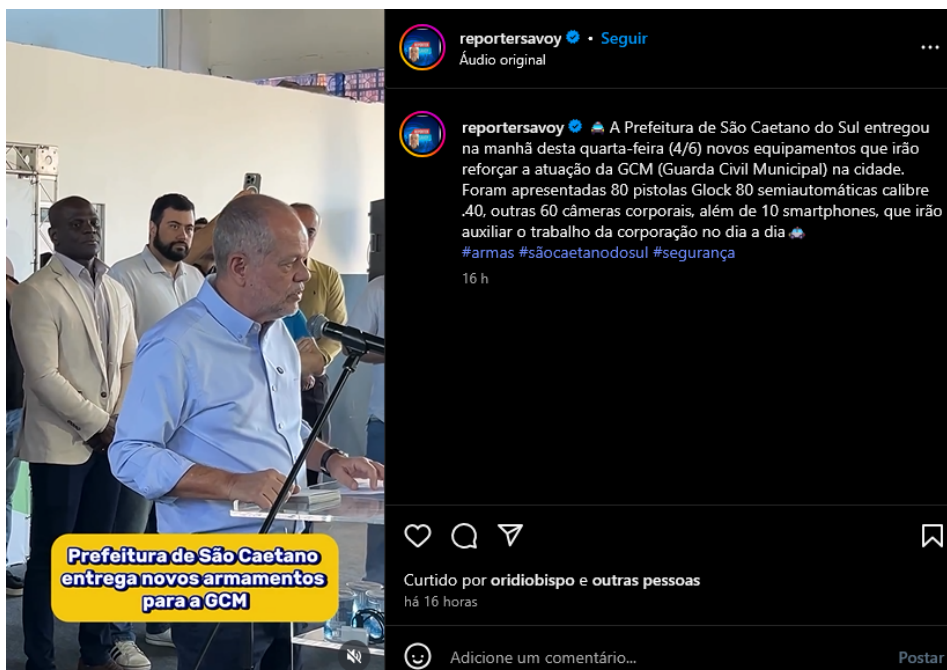 reportersavoy • Seguir
Áudio original
reportersavoy 🚔 A Prefeitura de São Caetano do Sul entregou
na manhã desta quarta-feira (4/6) novos equipamentos que irão
reforçar a atuação da GCM (Guarda Civil Municipal) na cidade.
Foram apresentadas 80 pistolas Glock 80 semiautomáticas calibre
.40, outras 60 câmeras corporais, além de 10 smartphones, que irão
auxiliar o trabalho da corporação no dia a dia 🚔
#armas #sãocaetanodosul #segurança
16 h
Prefeitura de São Caetano
entrega novos armamentos
para a GCM
Curtido por oridiobispo e outras pessoas
há 16 horas
Adicione um comentário...
Postar